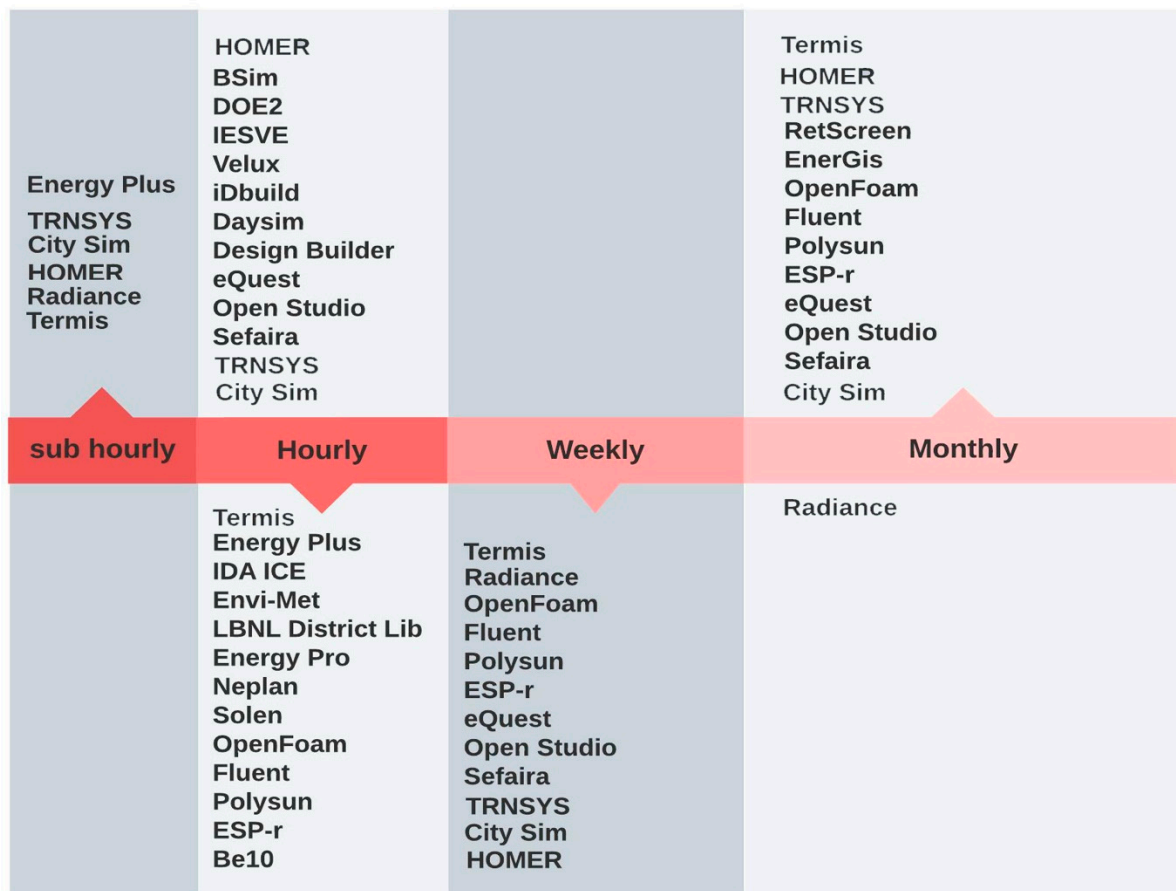 Energy Plus
TRNSYS
City Sim
HOMER
Radiance
Termis
HOMER
BSim
DOE2
IESVE
Velux
iDbuild
Daysim
Design Builder
eQuest
Open Studio
Sefaira
TRNSYS
City Sim
Termis
HOMER
TRNSYS
RetScreen
EnerGis
OpenFoam
Fluent
Polysun
ESP-r
eQuest
Open Studio
Sefaira
City Sim
sub hourly
Hourly
Weekly
Monthly
Termis
Energy Plus
IDA ICE
Envi-Met
LBNL District Lib
Energy Pro
Neplan
Solen
OpenFoam
Fluent
Polysun
ESP-r
Be10
Termis
Radiance
OpenFoam
Fluent
Polysun
ESP-r
eQuest
Open Studio
Sefaira
TRNSYS
City Sim
HOMER
Radiance